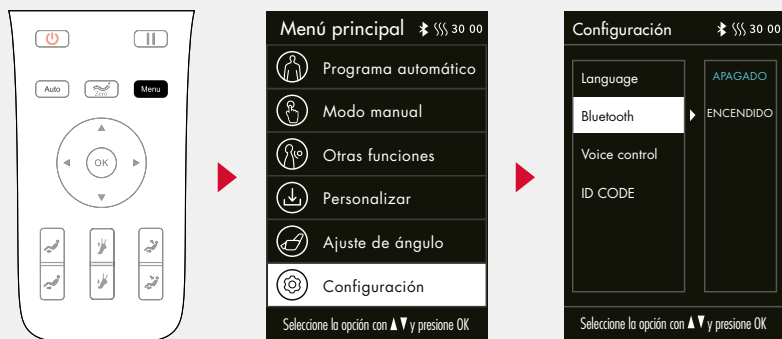 Auto
Zero
Menu
OK
Menú principal 30 00
Programa automático
Modo manual
Otras funciones
Personalizar
Ajuste de ángulo
Configuración
Seleccione la opción con ▲▼ y presione OK
Configuración 30 00
Language
Bluetooth
Voice control
ID CODE
APAGADO
ENCENDIDO
Seleccione la opción con ▲▼ y presione OK